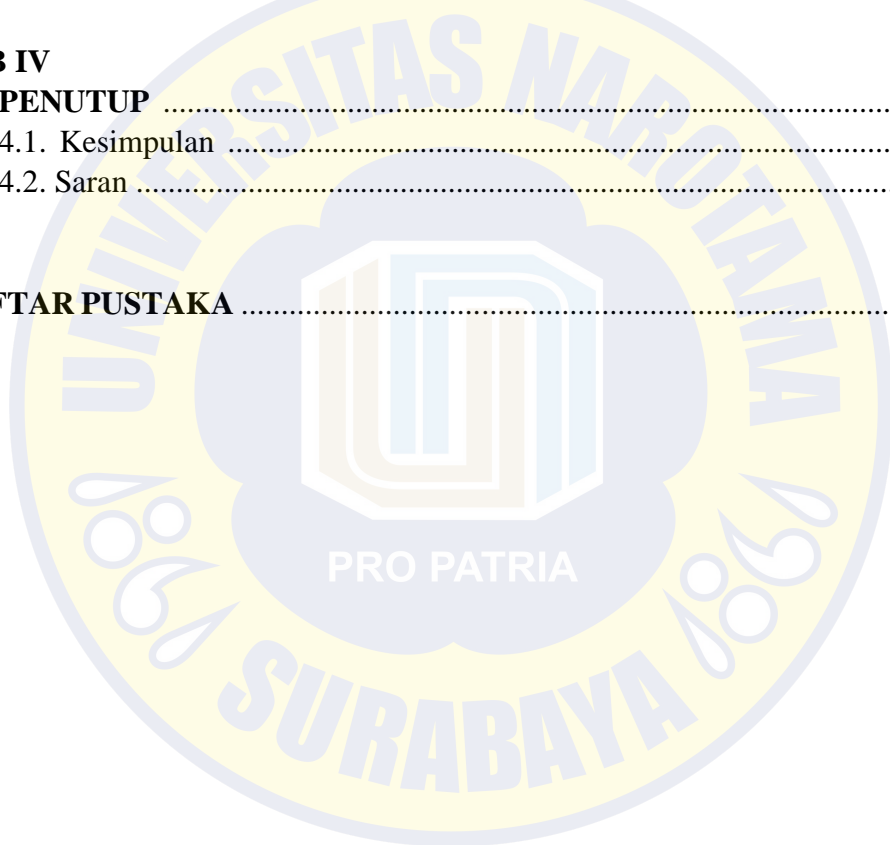 B IV
PENUTUP ..........................................................................................
4.1. Kesimpulan ...................................................................................
4.2. Saran ..............................................................................................
FTAR PUSTAKA .................................................................................
UNIVERSITAS NAROTAMA
PRO PATRIA
SURABAYA